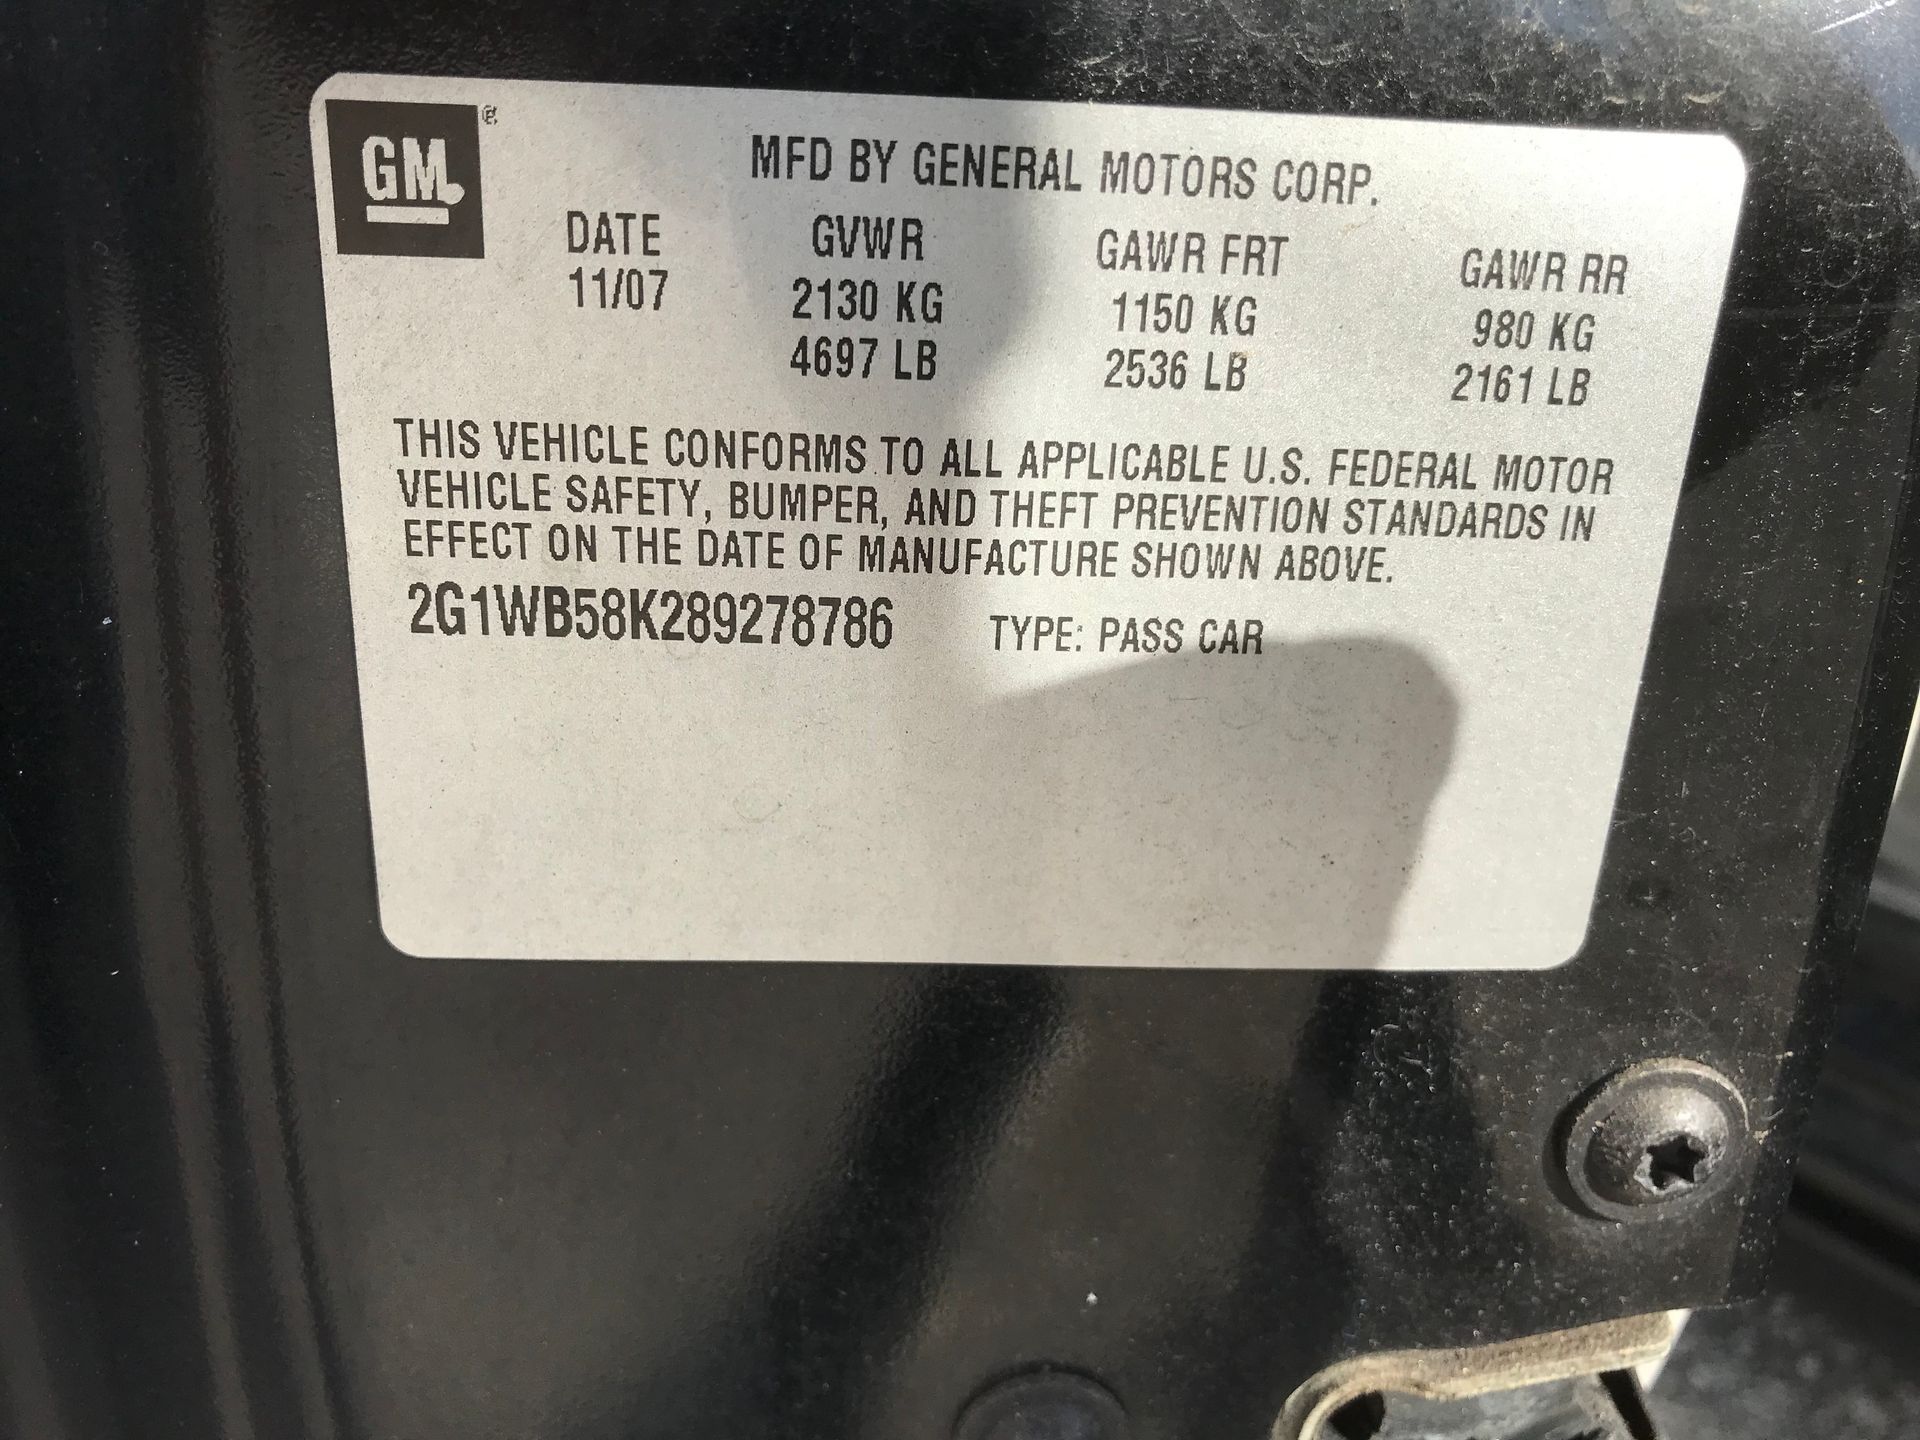 GM®
MFD BY GENERAL MOTORS CORP.
DATE GVWR GAWR FRT GAWR RR
11/07 2130 KG 1150 KG 980 KG
4697 LB 2536 LB 2161 LB
THIS VEHICLE CONFORMS TO ALL APPLICABLE U.S. FEDERAL MOTOR
VEHICLE SAFETY, BUMPER, AND THEFT PREVENTION STANDARDS IN
EFFECT ON THE DATE OF MANUFACTURE SHOWN ABOVE.
2G1WB58K289278786 TYPE: PASS CAR